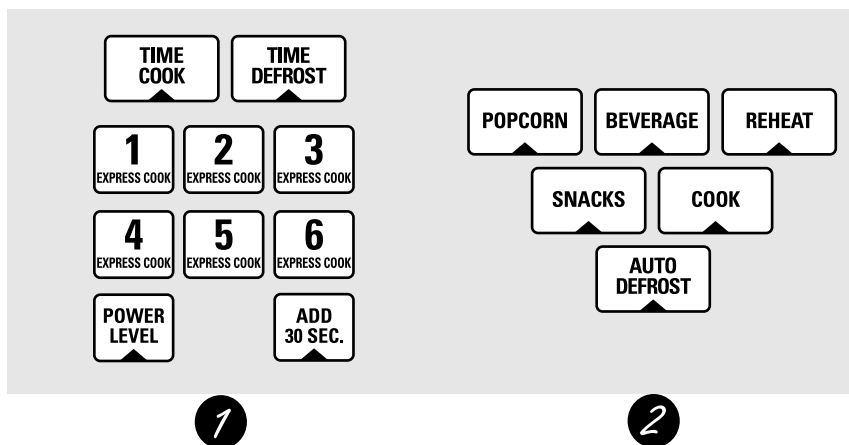 TIME
COOK
TIME
DEFROST
1
EXPRESS COOK
2
EXPRESS COOK
3
EXPRESS COOK
4
EXPRESS COOK
5
EXPRESS COOK
6
EXPRESS COOK
POWER
LEVEL
ADD
30 SEC.
1
POPCORN
BEVERAGE
REHEAT
SNACKS
COOK
AUTO
DEFROST
2